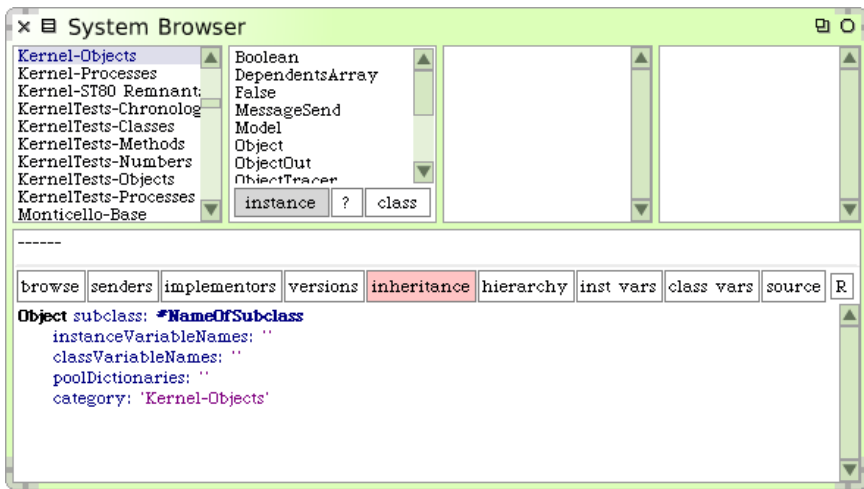 System Browser
Kernel-Objects
Kernel-Processes
Kernel-ST80 Remnant
KernelTests-Chronolog
KernelTests-Classes
KernelTests-Methods
KernelTests-Numbers
KernelTests-Objects
KernelTests-Processes
Monticello-Base
Boolean
DependentsArray
False
MessageSend
Model
Object
ObjectOut
ObjectTracer
instance ? class
------
browse senders implementors versions inheritance hierarchy inst vars class vars source R
Object subclass: #NameOfSubclass
instanceVariableNames: ''
classVariableNames: ''
poolDictionaries: ''
category: 'Kernel-Objects'